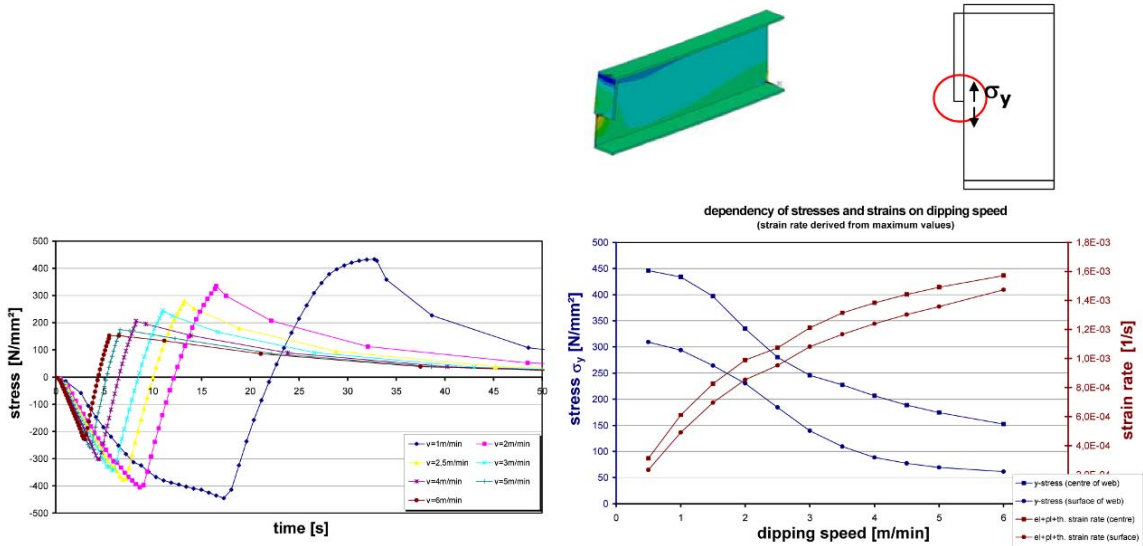 σy
dependency of stresses and strains on dipping speed
(strain rate derived from maximum values)
stress [N/mm²]
500
400
300
200
100
0
-100
-200
-300
-400
-500
0
5
10
15
20
25
30
35
40
45
50
v=1m/min
v=2m/min
v=2,5m/min
v=3m/min
v=4m/min
v=5m/min
v=6m/min
time [s]
stress σy [N/mm²]
500
450
400
350
300
250
200
150
100
50
0
1,8E-03
1,6E-03
1,4E-03
1,2E-03
1,0E-03
8,0E-04
6,0E-04
4,0E-04
strain rate [1/s]
0
1
2
3
4
5
6
dipping speed [m/min]
y-stress (centre of web)
y-stress (surface of web)
el+pl+th. strain rate (centre)
el+pl+th. strain rate (surface)